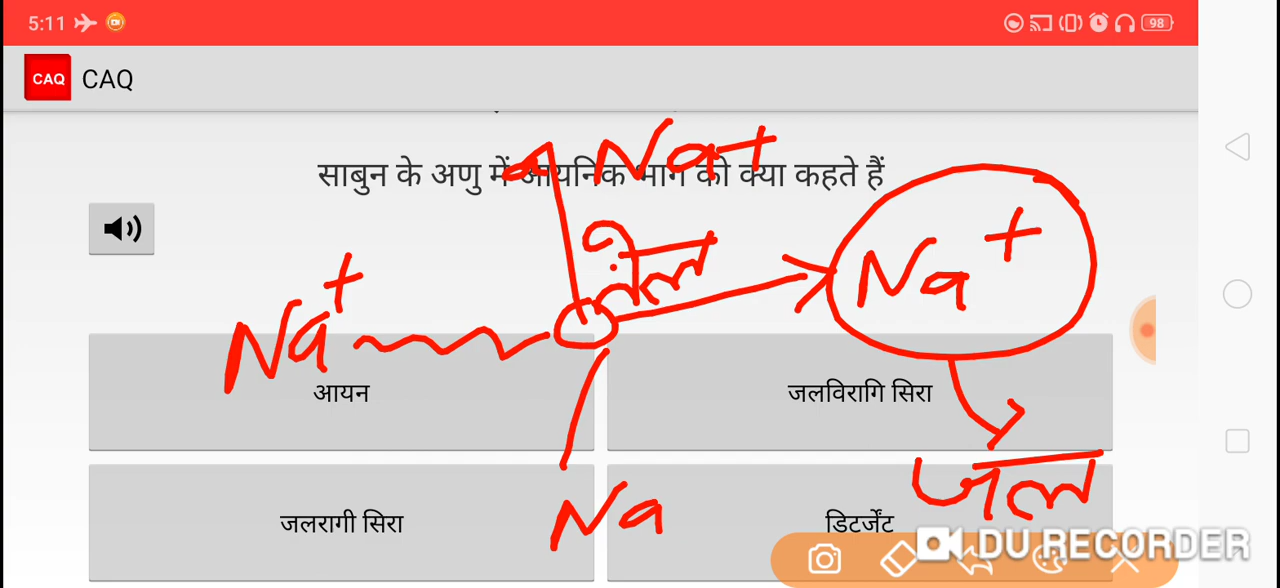 5:11 98
CAQ CAQ
साबुन के अणु में आयनिक भाग को क्या कहते हैं
Na+
Na+
Na+
आयन
जलविरागि सिरा
जल
जलरागी सिरा
Na
डिटर्जेंट
DU RECORDER